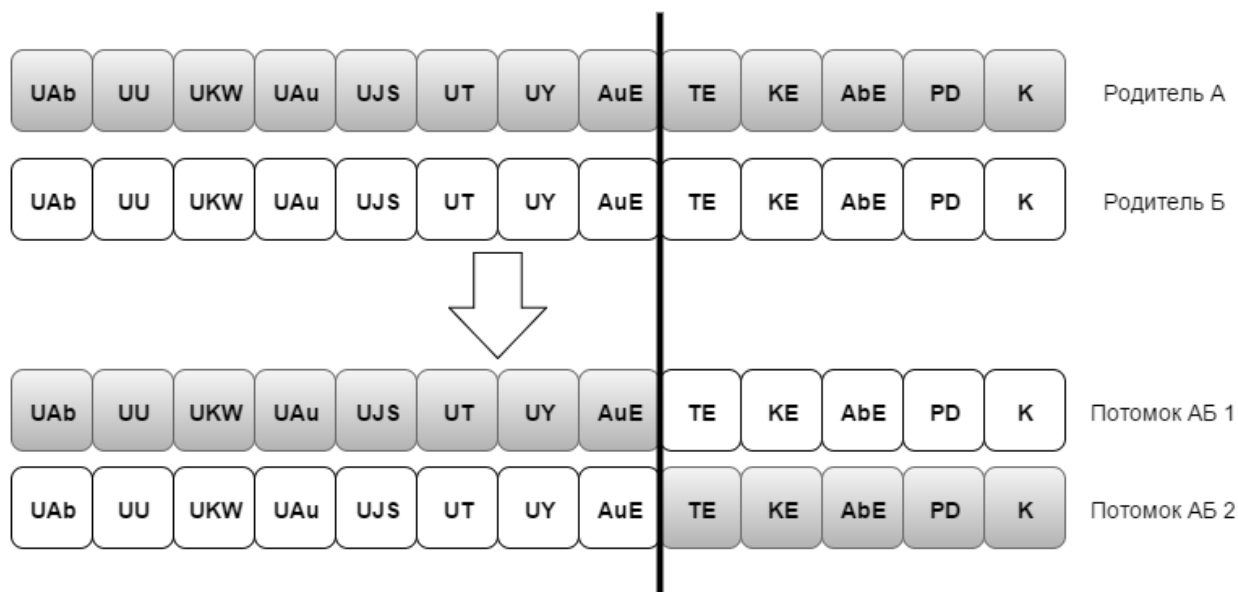 UAb UU UKW UAu UJS UT UY AuE TE KE AbE PD K Родитель А
UAb UU UKW UAu UJS UT UY AuE TE KE AbE PD K Родитель Б
UAb UU UKW UAu UJS UT UY AuE TE KE AbE PD K Потомок АБ 1
UAb UU UKW UAu UJS UT UY AuE TE KE AbE PD K Потомок АБ 2